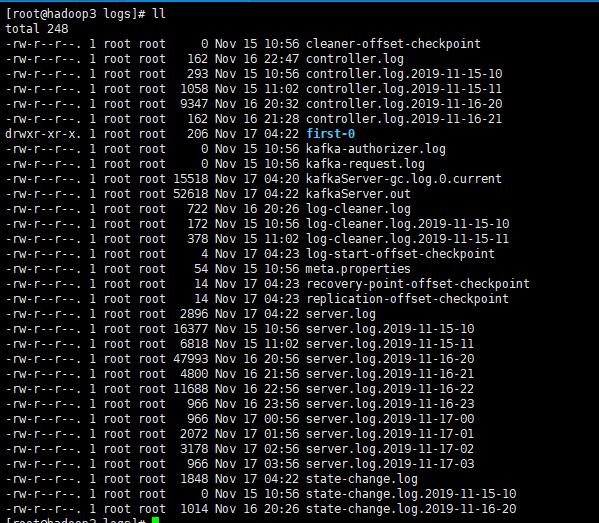 [root@hadoop3 logs]# ll
total 248
-rw-r--r--. 1 root root     0 Nov 15 10:56 cleaner-offset-checkpoint
-rw-r--r--. 1 root root   162 Nov 16 22:47 controller.log
-rw-r--r--. 1 root root   293 Nov 15 10:56 controller.log.2019-11-15-10
-rw-r--r--. 1 root root  1058 Nov 15 11:02 controller.log.2019-11-15-11
-rw-r--r--. 1 root root  9347 Nov 16 20:32 controller.log.2019-11-16-20
-rw-r--r--. 1 root root   162 Nov 16 21:28 controller.log.2019-11-16-21
drwxr-xr-x. 1 root root   206 Nov 17 04:22 first-0
-rw-r--r--. 1 root root     0 Nov 15 10:56 kafka-authorizer.log
-rw-r--r--. 1 root root     0 Nov 15 10:56 kafka-request.log
-rw-r--r--. 1 root root 15518 Nov 17 04:20 kafkaServer-gc.log.0.current
-rw-r--r--. 1 root root 52618 Nov 17 04:22 kafkaServer.out
-rw-r--r--. 1 root root   722 Nov 16 20:26 log-cleaner.log
-rw-r--r--. 1 root root   172 Nov 15 10:56 log-cleaner.log.2019-11-15-10
-rw-r--r--. 1 root root   378 Nov 15 11:02 log-cleaner.log.2019-11-15-11
-rw-r--r--. 1 root root     4 Nov 17 04:23 log-start-offset-checkpoint
-rw-r--r--. 1 root root    54 Nov 15 10:56 meta.properties
-rw-r--r--. 1 root root    14 Nov 17 04:23 recovery-point-offset-checkpoint
-rw-r--r--. 1 root root    14 Nov 17 04:23 replication-offset-checkpoint
-rw-r--r--. 1 root root  2896 Nov 17 04:22 server.log
-rw-r--r--. 1 root root 16377 Nov 15 10:56 server.log.2019-11-15-10
-rw-r--r--. 1 root root  6818 Nov 15 11:02 server.log.2019-11-15-11
-rw-r--r--. 1 root root 47993 Nov 16 20:56 server.log.2019-11-16-20
-rw-r--r--. 1 root root  4800 Nov 16 21:56 server.log.2019-11-16-21
-rw-r--r--. 1 root root 11688 Nov 16 22:56 server.log.2019-11-16-22
-rw-r--r--. 1 root root   966 Nov 16 23:56 server.log.2019-11-16-23
-rw-r--r--. 1 root root   966 Nov 17 00:56 server.log.2019-11-17-00
-rw-r--r--. 1 root root  2072 Nov 17 01:56 server.log.2019-11-17-01
-rw-r--r--. 1 root root  3178 Nov 17 02:56 server.log.2019-11-17-02
-rw-r--r--. 1 root root   966 Nov 17 03:56 server.log.2019-11-17-03
-rw-r--r--. 1 root root  1848 Nov 17 04:22 state-change.log
-rw-r--r--. 1 root root     0 Nov 15 10:56 state-change.log.2019-11-15-10
-rw-r--r--. 1 root root  1014 Nov 16 20:26 state-change.log.2019-11-16-20
[root@hadoop3 logs]#